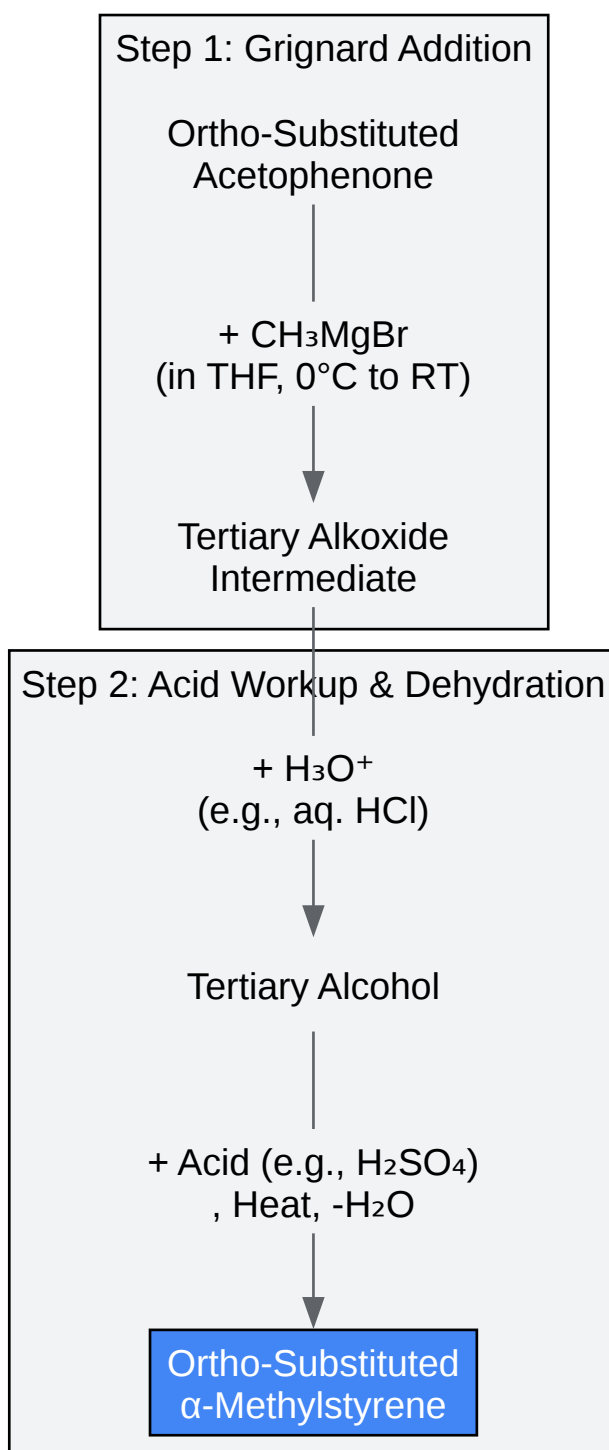 Step 1: Grignard Addition
Ortho-Substituted
Acetophenone
+ CH₃MgBr
(in THF, 0°C to RT)
Tertiary Alkoxide
Intermediate
Step 2: Acid Workup & Dehydration
+ H₃O⁺
(e.g., aq. HCl)
Tertiary Alcohol
+ Acid (e.g., H₂SO₄)
, Heat, -H₂O
Ortho-Substituted
α-Methylstyrene